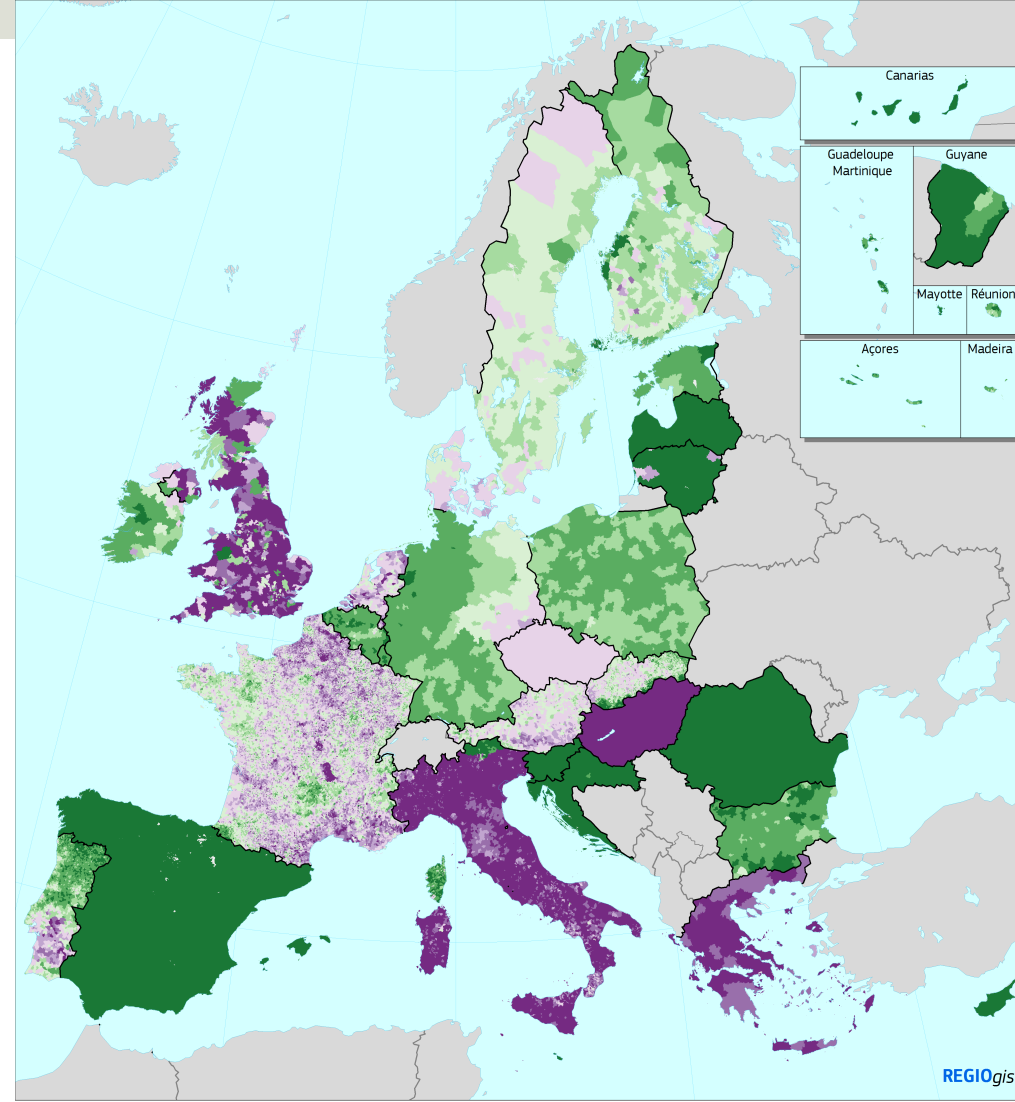 Canarias
Guadeloupe
Martinique
Guyane
Mayotte
Réunion
Açores
Madeira
REGIOgis